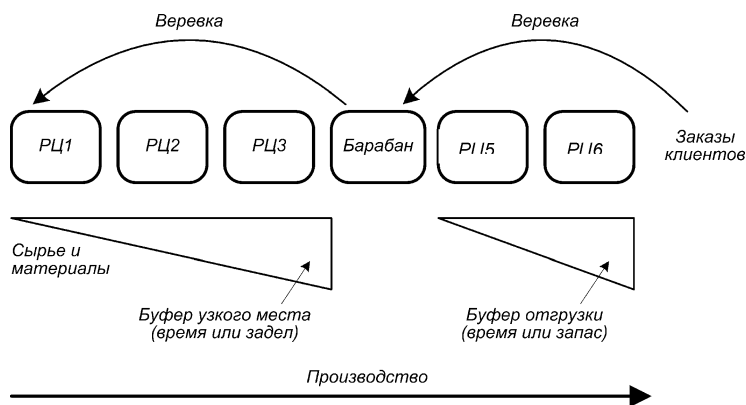 Веревка
Веревка
РЦ1
РЦ2
РЦ3
Барабан
РЦ5
РЦ6
Заказы
клиентов
Сырье и
материалы
Буфер узкого места
(время или задел)
Буфер отгрузки
(время или запас)
Производство